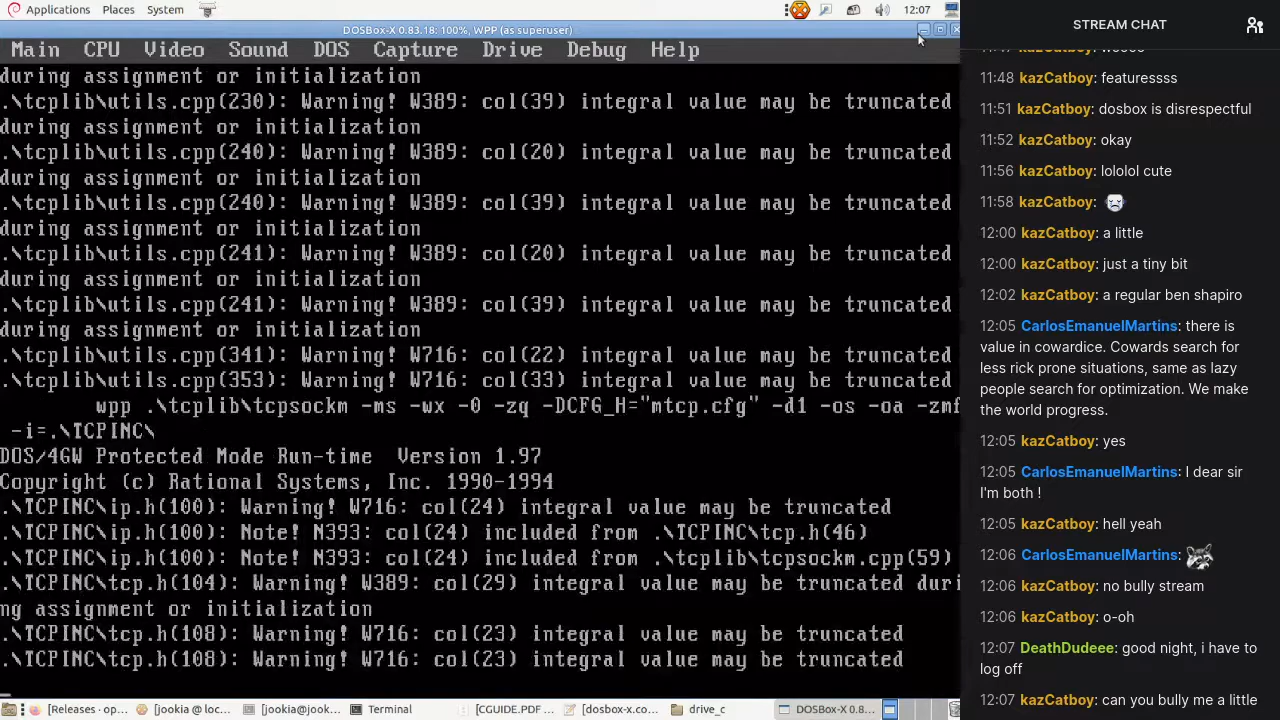 Applications Places System 12:07
DOSBox-X 0.83.18: 100%, WPP (as superuser)
Main CPU Video Sound DOS Capture Drive Debug Help
during assignment or initialization
.\tcplib\utils.cpp(230): Warning! W389: col(39) integral value may be truncated
during assignment or initialization
.\tcplib\utils.cpp(240): Warning! W389: col(20) integral value may be truncated
during assignment or initialization
.\tcplib\utils.cpp(240): Warning! W389: col(39) integral value may be truncated
during assignment or initialization
.\tcplib\utils.cpp(241): Warning! W389: col(20) integral value may be truncated
during assignment or initialization
.\tcplib\utils.cpp(241): Warning! W389: col(39) integral value may be truncated
during assignment or initialization
.\tcplib\utils.cpp(341): Warning! W716: col(22) integral value may be truncated
.\tcplib\utils.cpp(353): Warning! W716: col(33) integral value may be truncated
wpp .\tcplib\tcpsockm -ms -wx -0 -zq -DCFG_H="mtcp.cfg" -d1 -os -oa -zmf
-i=.\TCPINC\
DOS/4GW Protected Mode Run-time Version 1.97
Copyright (c) Rational Systems, Inc. 1990-1994
.\TCPINC\ip.h(100): Warning! W716: col(24) integral value may be truncated
.\TCPINC\ip.h(100): Note! N393: col(24) included from .\TCPINC\tcp.h(46)
.\TCPINC\ip.h(100): Note! N393: col(24) included from .\tcplib\tcpsockm.cpp(59)
.\TCPINC\tcp.h(104): Warning! W389: col(29) integral value may be truncated duri
ng assignment or initialization
.\TCPINC\tcp.h(108): Warning! W716: col(23) integral value may be truncated
.\TCPINC\tcp.h(108): Warning! W716: col(23) integral value may be truncated
[Releases · op... [jookia @ loc... [jookia@jook... Terminal [CGUIDE.PDF ... [dosbox-x.co... drive_c DOSBox-X 0.8...
STREAM CHAT
11:48 kazCatboy: featuressss
11:51 kazCatboy: dosbox is disrespectful
11:52 kazCatboy: okay
11:56 kazCatboy: lololol cute
11:58 kazCatboy:
12:00 kazCatboy: a little
12:00 kazCatboy: just a tiny bit
12:02 kazCatboy: a regular ben shapiro
12:05 CarlosEmanuelMartins: there is
value in cowardice. Cowards search for
less rick prone situations, same as lazy
people search for optimization. We make
the world progress.
12:05 kazCatboy: yes
12:05 CarlosEmanuelMartins: I dear sir
I'm both !
12:05 kazCatboy: hell yeah
12:06 CarlosEmanuelMartins:
12:06 kazCatboy: no bully stream
12:06 kazCatboy: o-oh
12:07 DeathDudeee: good night, i have to
log off
12:07 kazCatboy: can you bully me a little